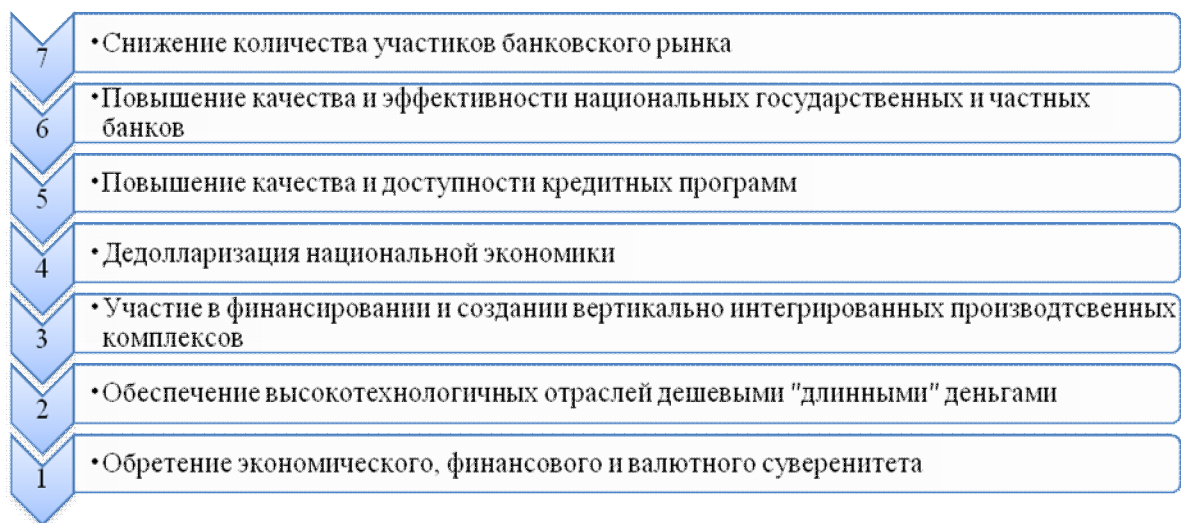 7
•Снижение количества участиков банковского рынка
6
•Повышение качества и эффективности национальных государственных и частных
банков
5
•Повышение качества и доступности кредитных программ
4
•Дедолларизация национальной экономики
3
•Участие в финансировании и создании вертикально интегрированных произвoдтсвенных
комплексов
2
•Обеспечение высокотехнологичных отраслей дешевыми "длинными" деньгами
1
•Обретение экономического, финансового и валютного суверенитета